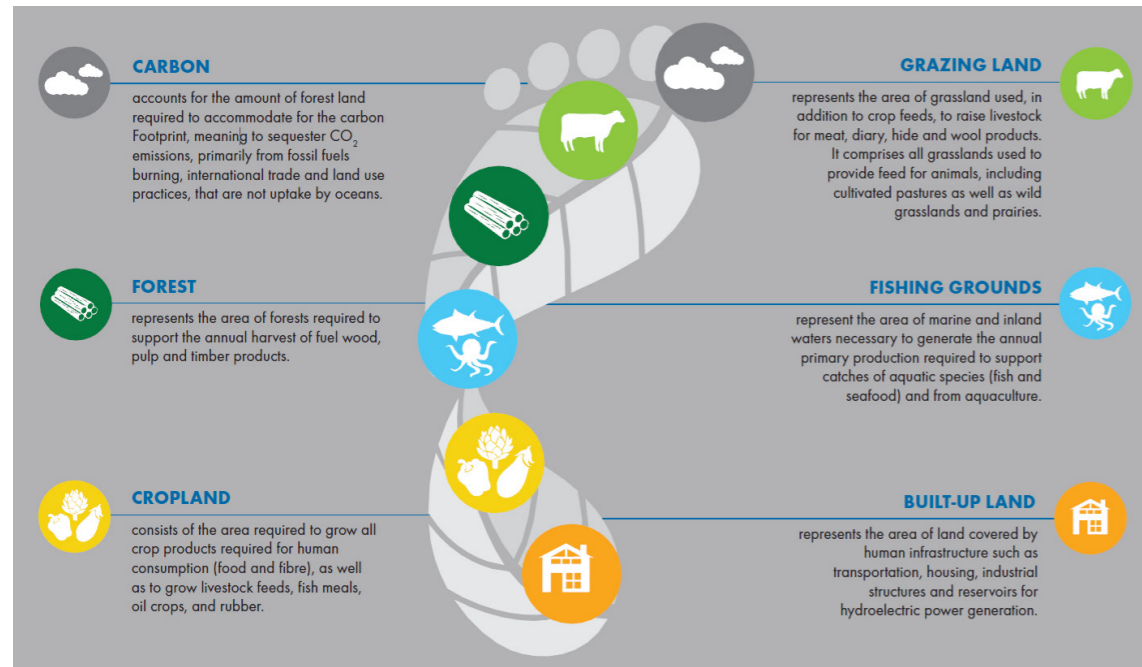 CARBON
accounts for the amount of forest land
required to accommodate for the carbon
Footprint, meaning to sequester CO₂
emissions, primarily from fossil fuels
burning, international trade and land use
practices, that are not uptake by oceans.
FOREST
represents the area of forests required to
support the annual harvest of fuel wood,
pulp and timber products.
CROPLAND
consists of the area required to grow all
crop products required for human
consumption (food and fibre), as well
as to grow livestock feeds, fish meals,
oil crops, and rubber.
GRAZING LAND
represents the area of grassland used, in
addition to crop feeds, to raise livestock
for meat, diary, hide and wool products.
It comprises all grasslands used to
provide feed for animals, including
cultivated pastures as well as wild
grasslands and prairies.
FISHING GROUNDS
represent the area of marine and inland
waters necessary to generate the annual
primary production required to support
catches of aquatic species (fish and
seafood) and from aquaculture.
BUILT-UP LAND
represents the area of land covered by
human infrastructure such as
transportation, housing, industrial
structures and reservoirs for
hydroelectric power generation.